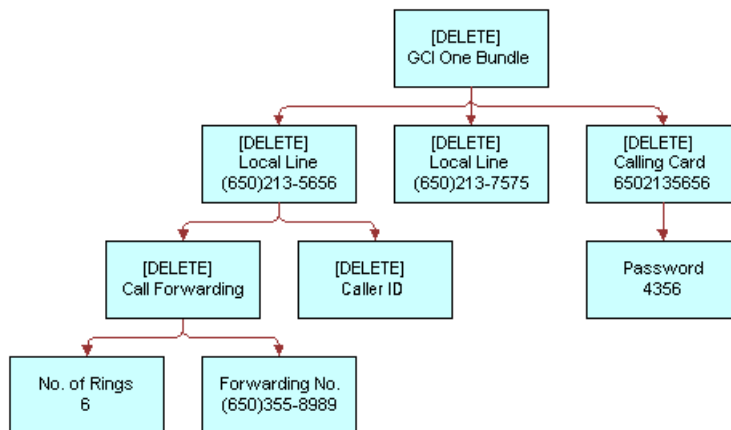 [DELETE]
GCI One Bundle
[DELETE]
Local Line
(650)213-5656
[DELETE]
Local Line
(650)213-7575
[DELETE]
Calling Card
6502135656
[DELETE]
Call Forwarding
[DELETE]
Caller ID
Password
4356
No. of Rings
6
Forwarding No.
(650)355-8989